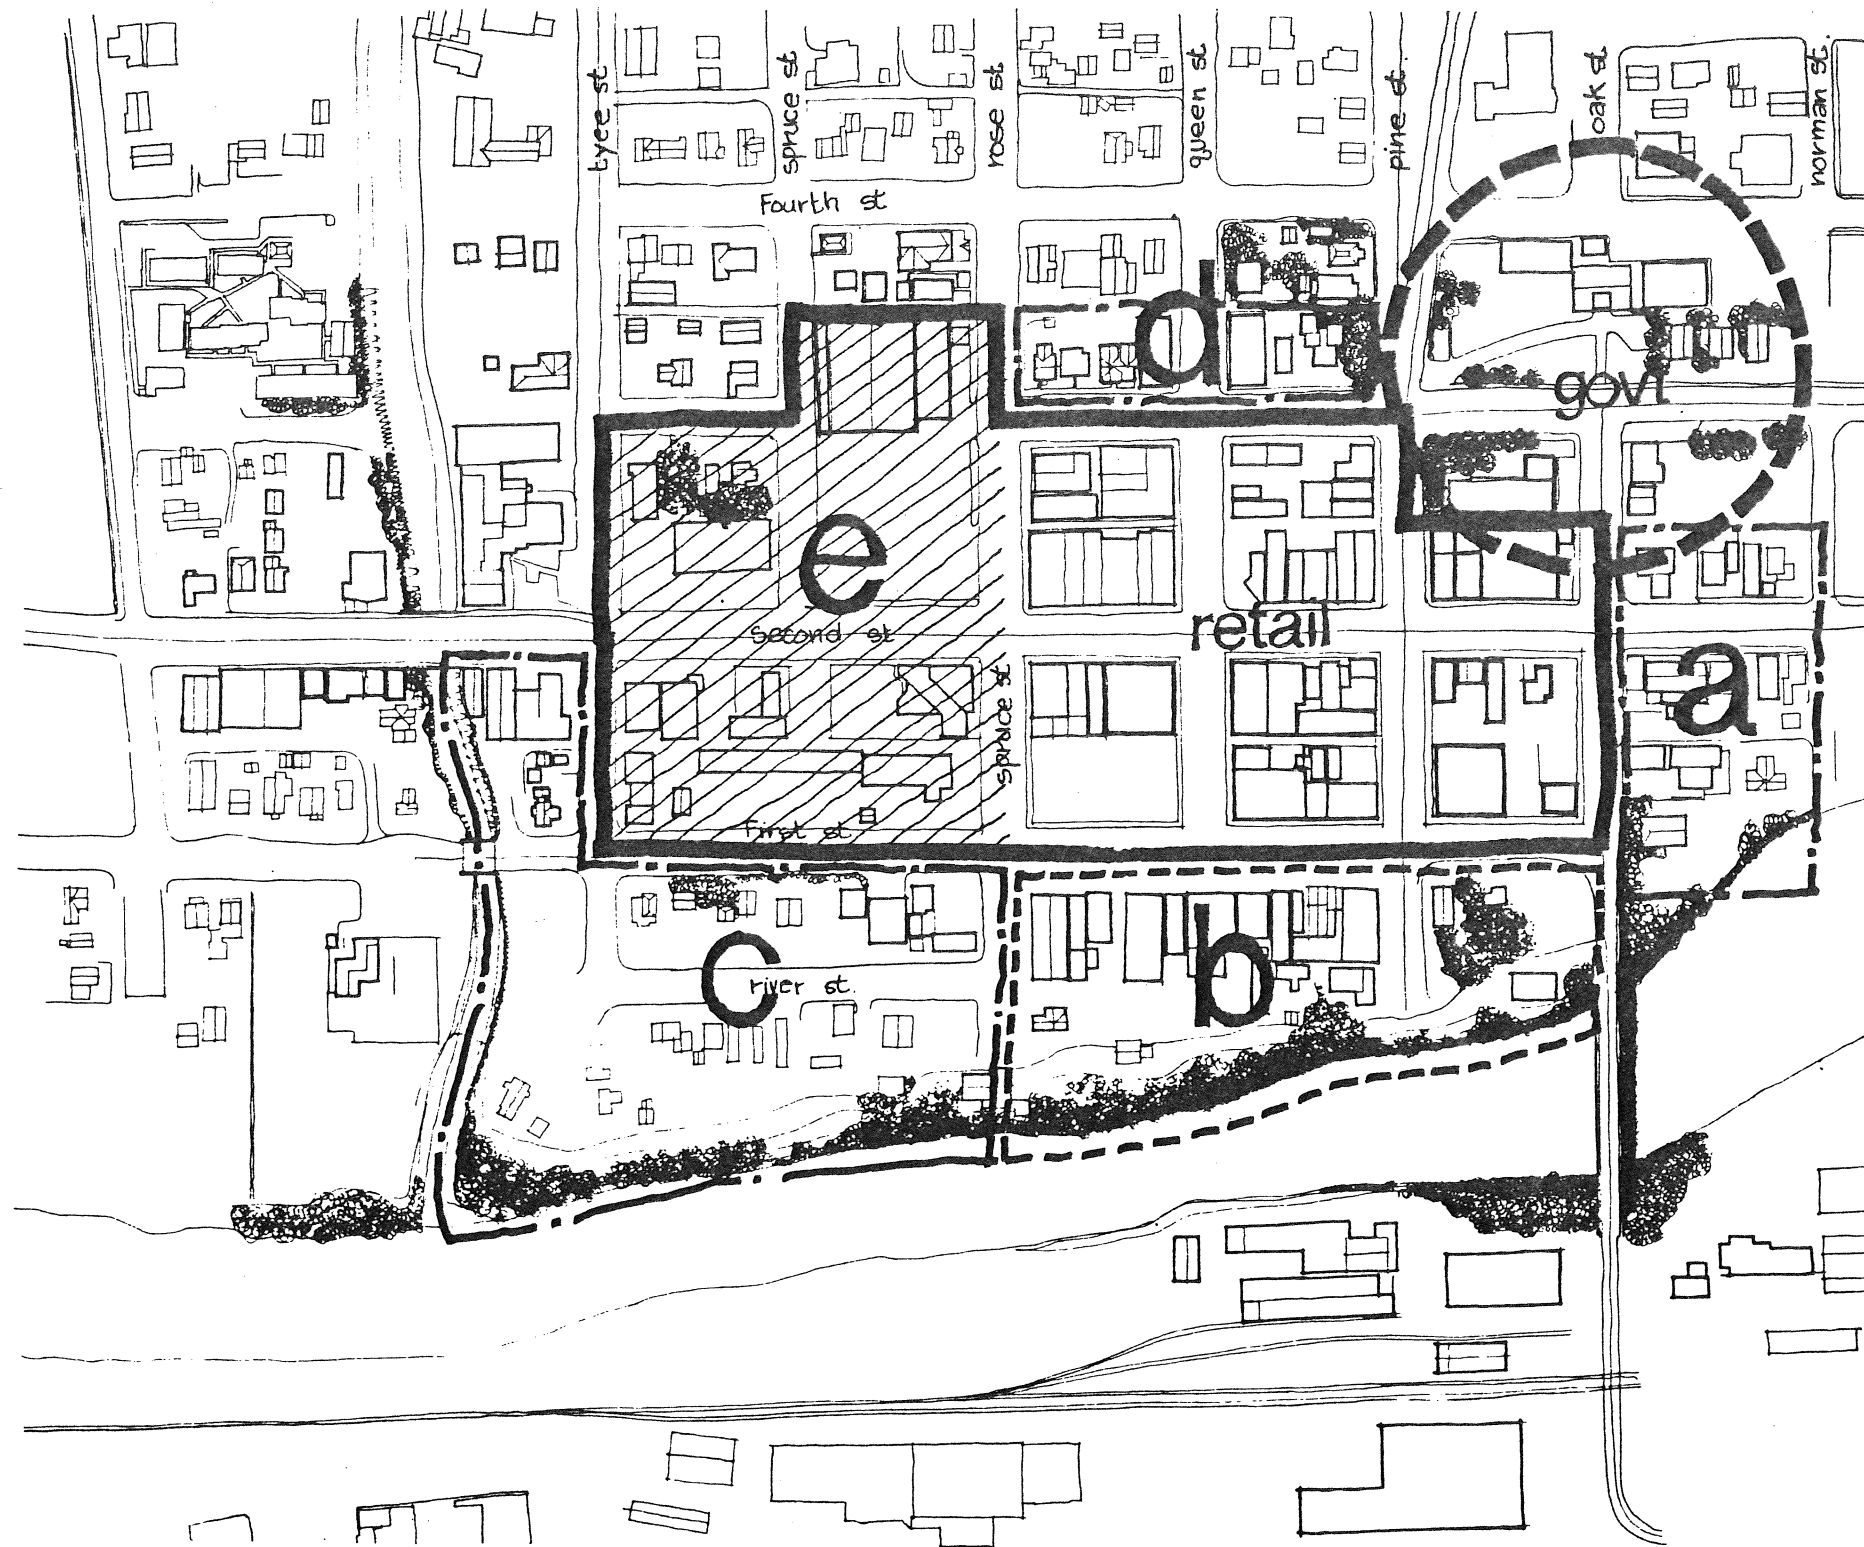 tyee st
spruce st
rose st
queen st
pine st.
oak st
norman st.
Fourth st
d
govt
e
Second st
retail
a
spruce st
First st
c
river st.
b